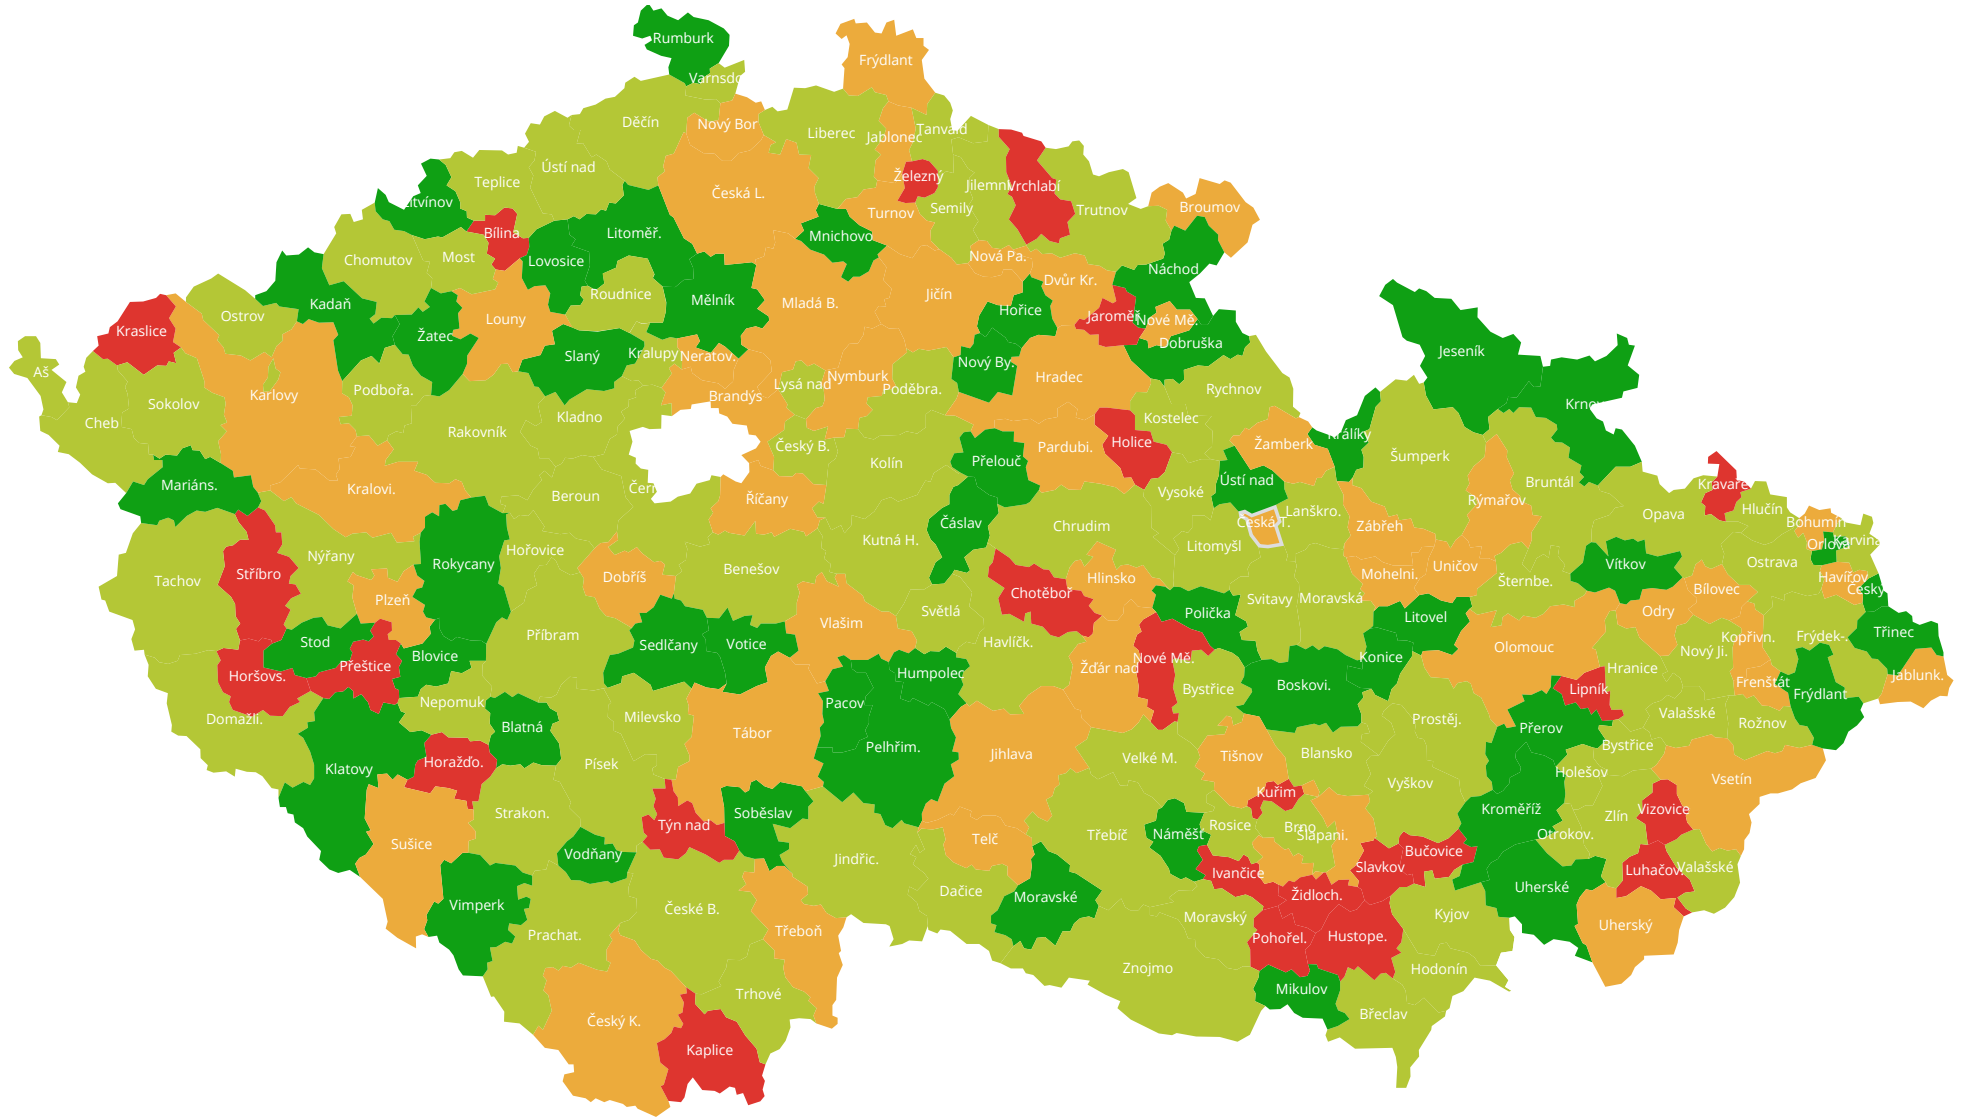 Rumburk
Frýdlant
Varnsdo
Děčín
Nový Bor
Liberec
Jablonec
Tanvald
Ústí nad
Teplice
Železný
Česká L.
Jilemni
Vrchlabí
Litvínov
Turnov
Semily
Trutnov
Broumov
Bílina
Litoměř.
Mnichovo
Chomutov
Most
Lovosice
Nová Pa.
Náchod
Kadaň
Roudnice
Mělník
Mladá B.
Jičín
Dvůr Kr.
Ostrov
Louny
Hořice
Jaroměř
Nové Mě.
Kraslice
Žatec
Slaný
Kralupy
Neratov.
Dobruška
Jeseník
Aš
Nový By.
Lysá nad
Nymburk
Poděbra.
Hradec
Rychnov
Karlovy
Podbořa.
Brandýs
Sokolov
Krnov
Cheb
Kladno
Kostelec
Rakovník
Český B.
Pardubi.
Holice
Žamberk
Králíky
Kolín
Přelouč
Šumperk
Mariáns.
Kralovi.
Beroun
Čern
Říčany
Vysoké
Ústí nad
Rýmařov
Bruntál
Kravaře
Čáslav
Chrudim
Česká T.
Lanškro.
Zábřeh
Opava
Hlučín
Bohumín
Kutná H.
Hořovice
Nýřany
Litomyšl
Orlová
Karviná
Rokycany
Stříbro
Tachov
Dobříš
Benešov
Hlinsko
Mohelni.
Uničov
Šternbe.
Vítkov
Ostrava
Havířov
Český
Bílovec
Plzeň
Chotěboř
Svitavy
Moravská
Světlá
Polička
Litovel
Odry
Vlašim
Příbram
Stod
Sedlčany
Votice
Havlíčk.
Olomouc
Kopřivn.
Frýdek-.
Třinec
Přeštice
Blovice
Nové Mě.
Konice
Nový Ji.
Horšovs.
Humpolec
Žďár nad
Boskovi.
Hranice
Jablunk.
Bystřice
Lipník
Frenštát
Frýdlant
Nepomuk
Pacov
Domažli.
Milevsko
Blatná
Prostěj.
Valašské
Rožnov
Tábor
Přerov
Pelhřim.
Bystřice
Jihlava
Velké M.
Tišnov
Blansko
Klatovy
Horažďo.
Písek
Holešov
Vsetín
Vyškov
Kuřim
Strakon.
Soběslav
Kroměříž
Vizovice
Týn nad
Rosice
Brno
Zlín
Třebíč
Náměšť
Šlapani.
Otrokov.
Sušice
Telč
Vodňany
Jindřic.
Bučovice
Slavkov
Valašské
Ivančice
Luhačov.
Dačice
Moravské
Židloch.
Uherské
Vimperk
České B.
Moravský
Kyjov
Třeboň
Uherský
Prachat.
Pohořel.
Hustope.
Znojmo
Hodonín
Mikulov
Trhové
Břeclav
Český K.
Kaplice